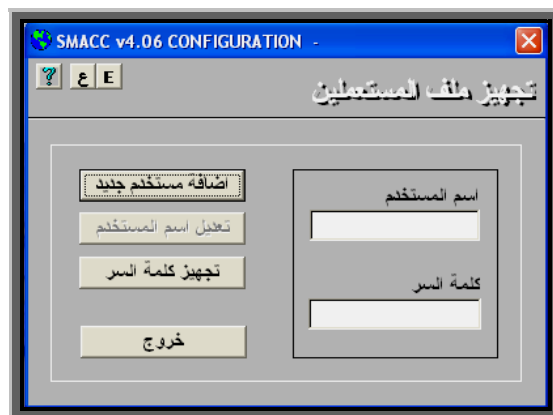 SMACC v4.06 CONFIGURATION -
? ع E
تجهيز ملف المستعملين
اسم المستخدم
كلمة السر
اضافة مستخدم جديد
تعديل اسم المستخدم
تجهيز كلمة السر
خروج